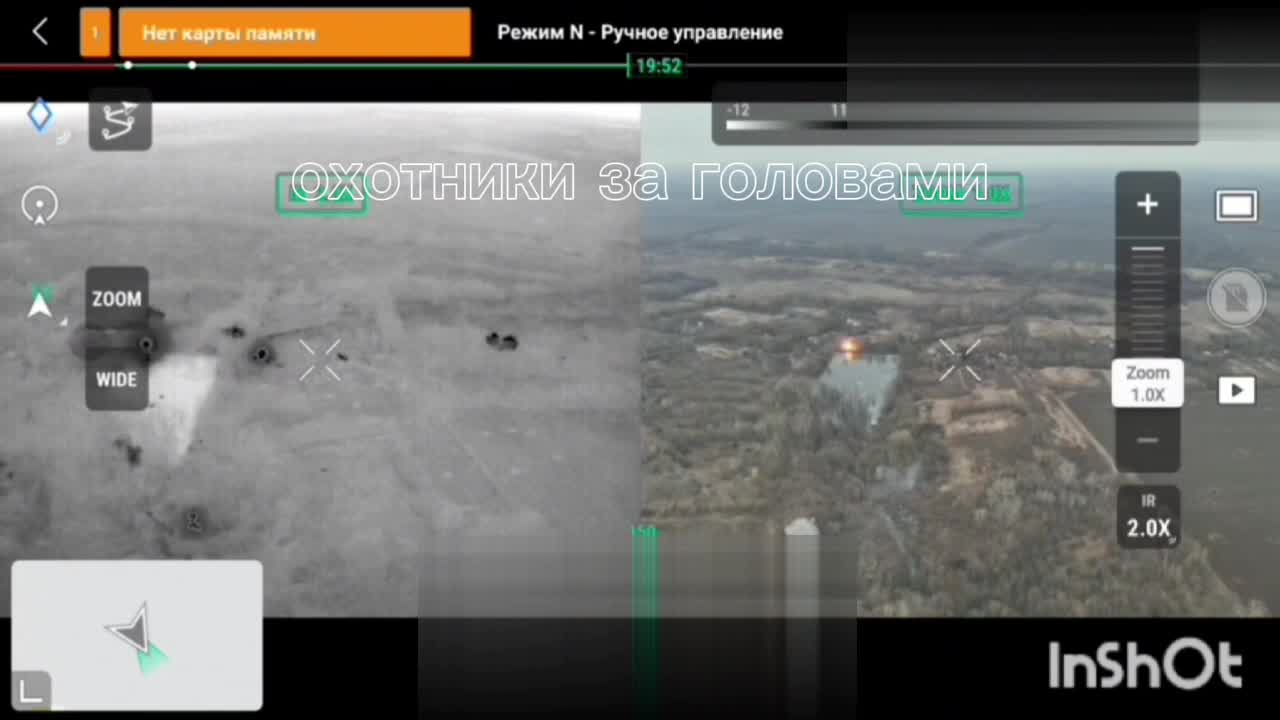 1
Нет карты памяти
Режим N - Ручное управление
19:52
-12
11
охотники за головами
ZOOM
WIDE
Zoom
1.0X
IR
2.0X
InShOt